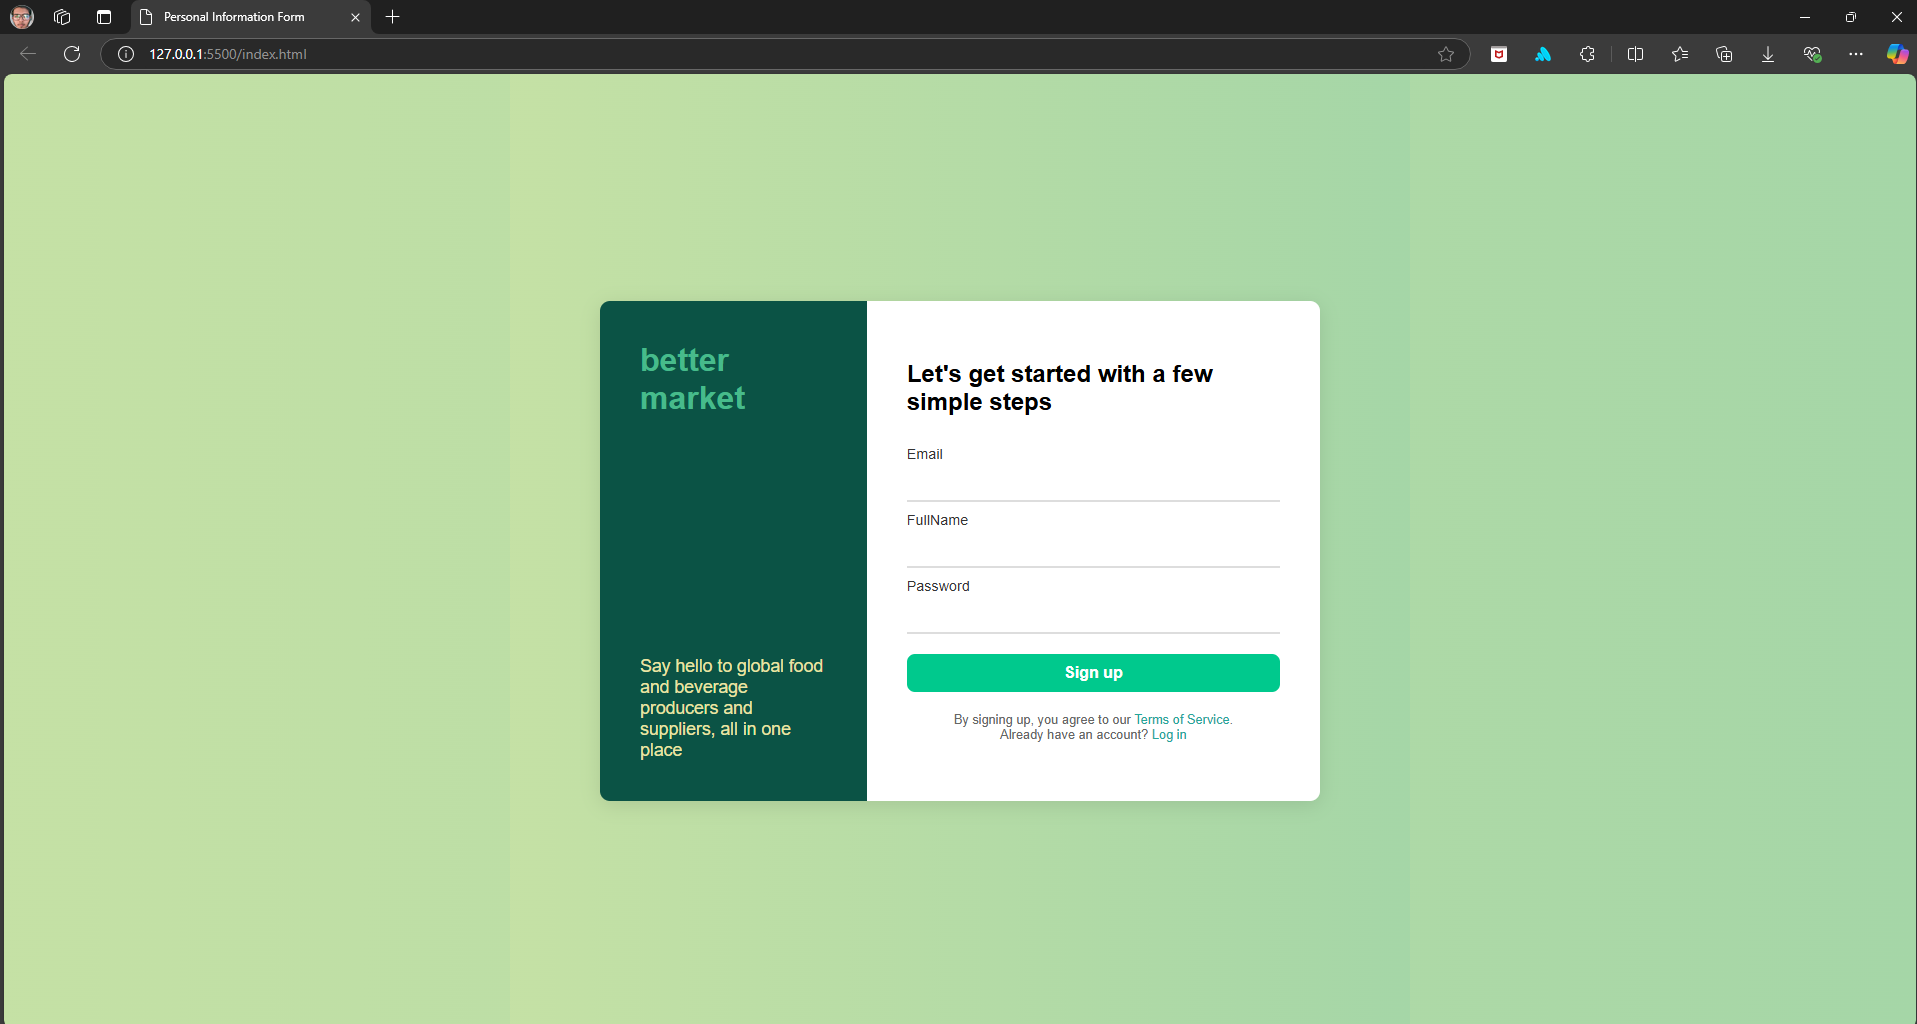 Personal Information Form
127.0.0.1:5500/index.html
better
market
Say hello to global food
and beverage
producers and
suppliers, all in one
place
Let's get started with a few
simple steps
Email
FullName
Password
Sign up
By signing up, you agree to our Terms of Service.
Already have an account? Log in